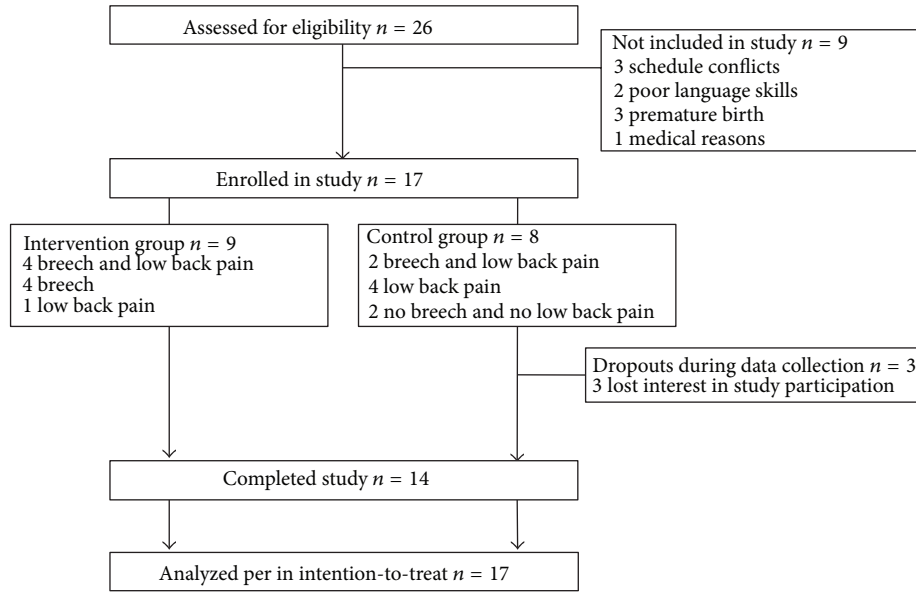 Assessed for eligibility n = 26
Not included in study n = 9
3 schedule conflicts
2 poor language skills
3 premature birth
1 medical reasons
Enrolled in study n = 17
Intervention group n = 9
4 breech and low back pain
4 breech
1 low back pain
Control group n = 8
2 breech and low back pain
4 low back pain
2 no breech and no low back pain
Dropouts during data collection n = 3
3 lost interest in study participation
Completed study n = 14
Analyzed per in intention-to-treat n = 17